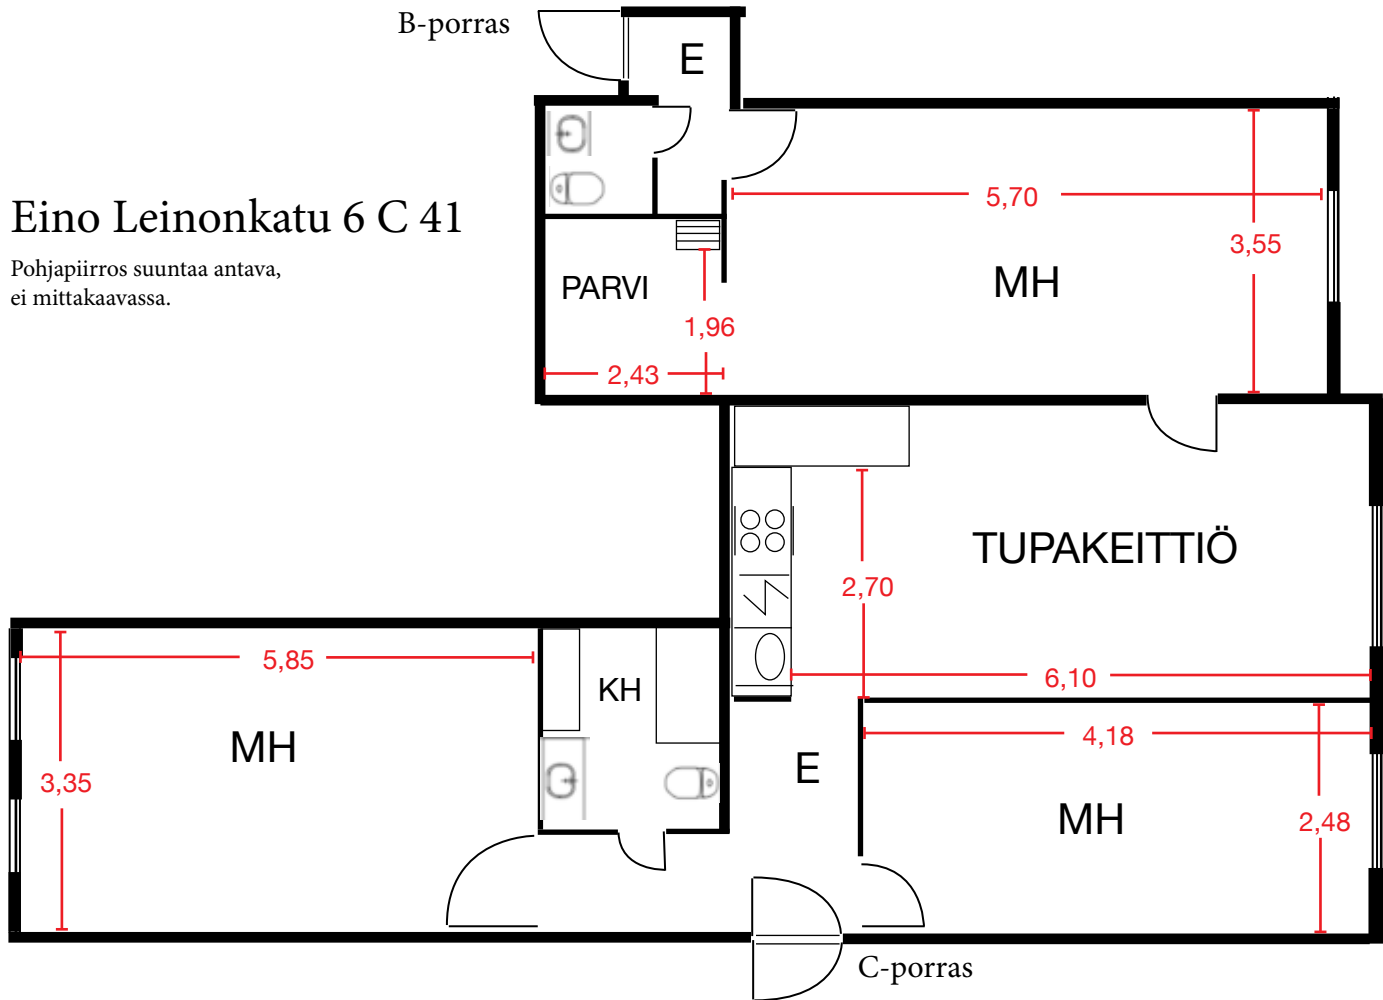 B-porras
E
Eino Leinonkatu 6 C 41
Pohjapiirros suuntaa antava,
ei mittakaavassa.
5,70
3,55
MH
PARVI
1,96
2,43
TUPAKEITTIÖ
2,70
6,10
5,85
KH
MH
3,35
E
4,18
MH
2,48
C-porras